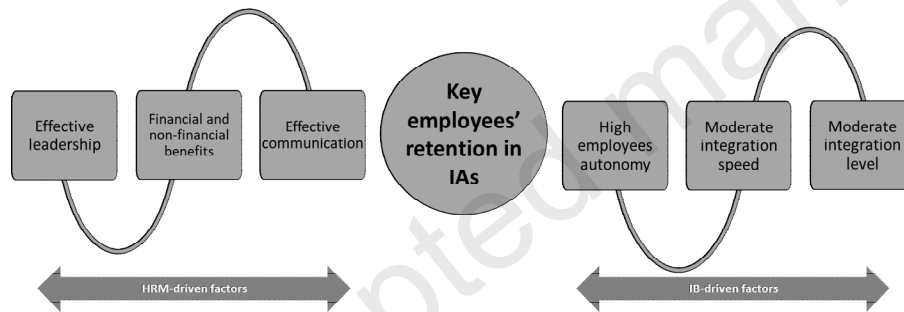 Effective
leadership
Financial and
non-financial
benefits
Effective
communication
Key
employees'
retention in
IAs
High
employees
autonomy
Moderate
integration
speed
Moderate
integration
level
HRM-driven factors
IB-driven factors